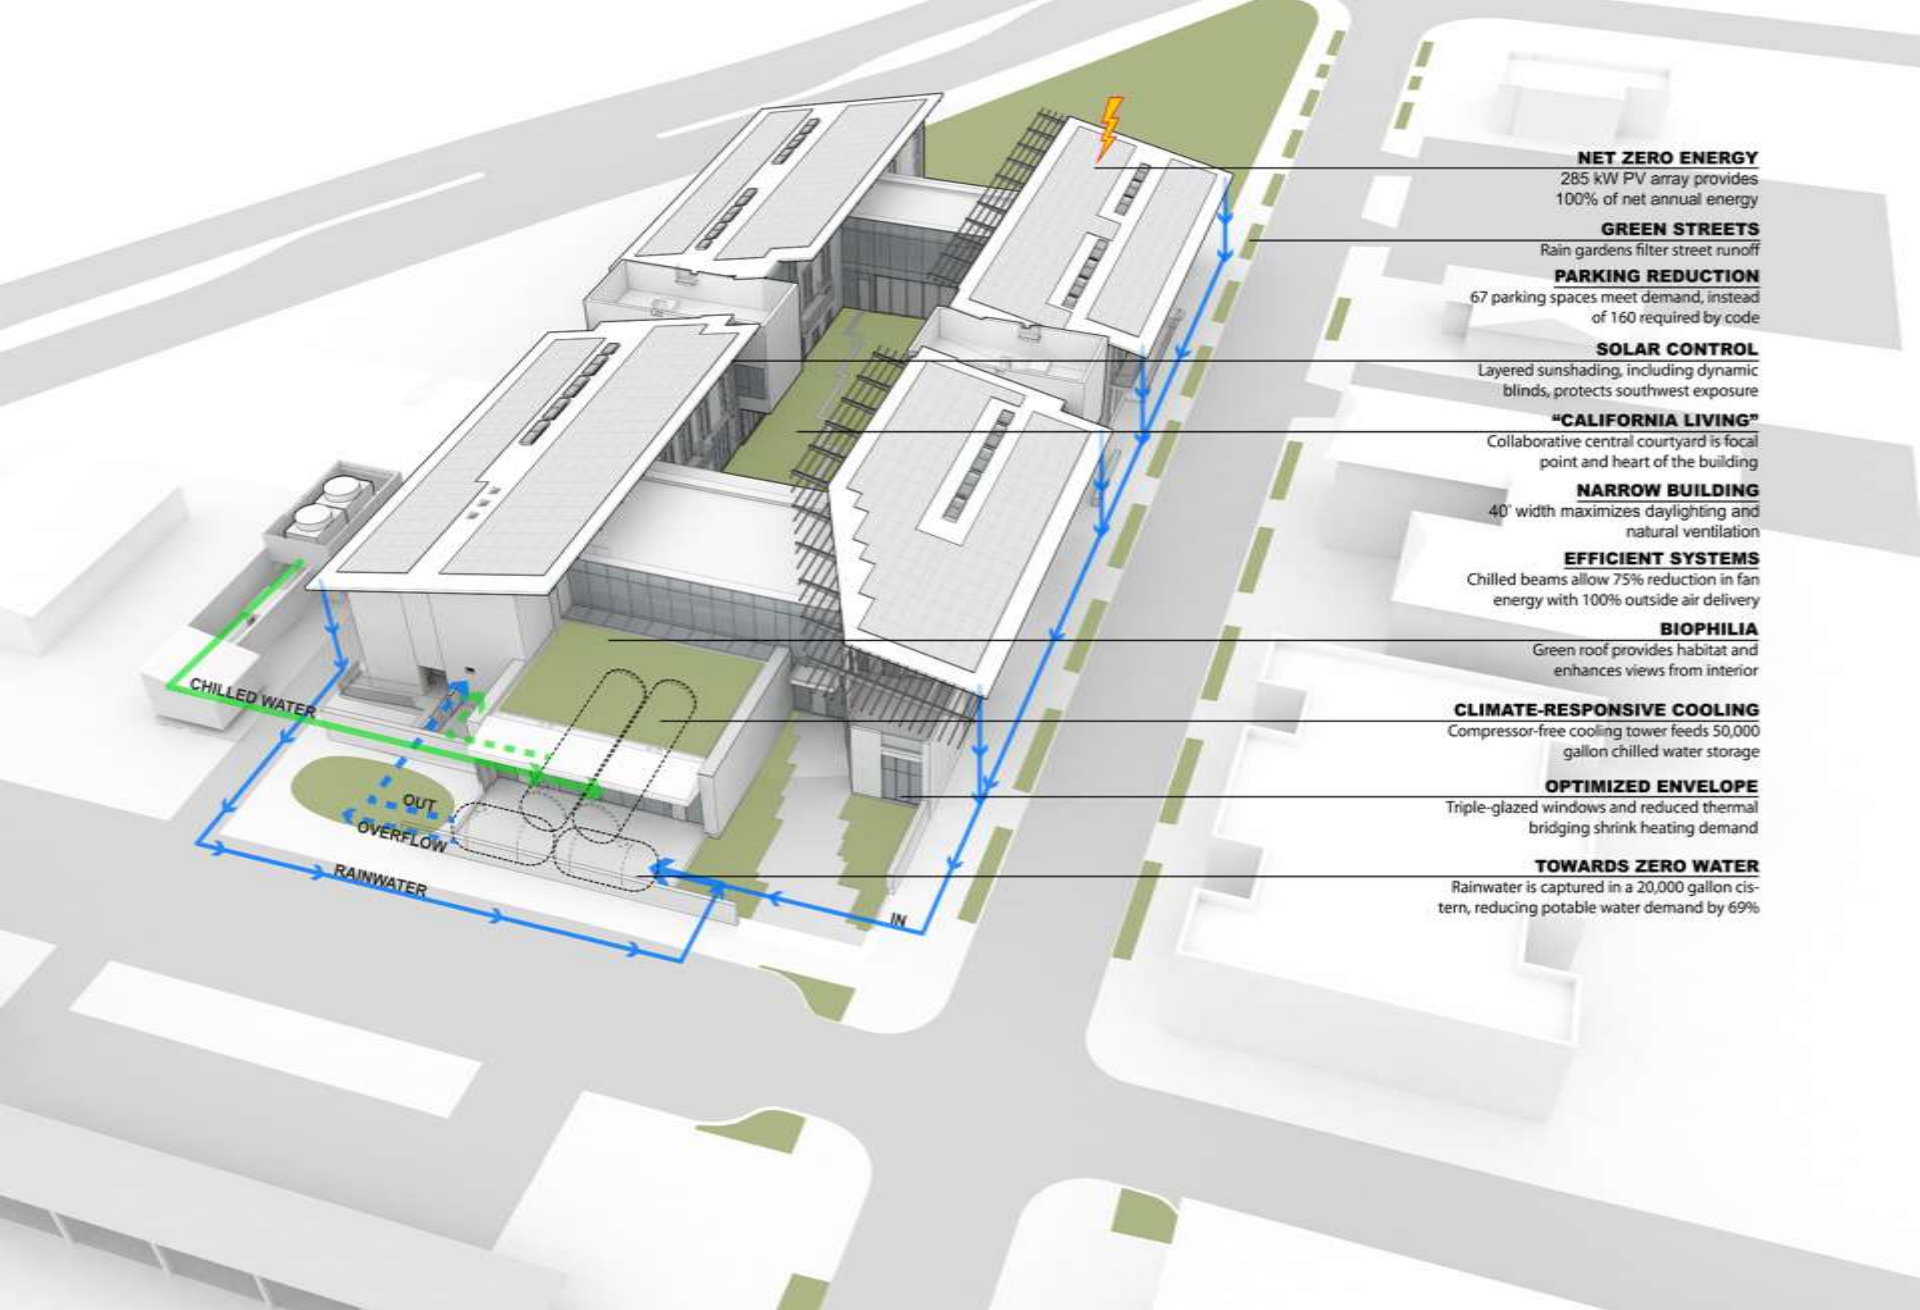 NET ZERO ENERGY
285 kW PV array provides
100% of net annual energy
GREEN STREETS
Rain gardens filter street runoff
PARKING REDUCTION
67 parking spaces meet demand, instead
of 160 required by code
SOLAR CONTROL
Layered sunshading, including dynamic
blinds, protects southwest exposure
“CALIFORNIA LIVING”
Collaborative central courtyard is focal
point and heart of the building
NARROW BUILDING
40' width maximizes daylighting and
natural ventilation
EFFICIENT SYSTEMS
Chilled beams allow 75% reduction in fan
energy with 100% outside air delivery
BIOPHILIA
Green roof provides habitat and
enhances views from interior
CLIMATE-RESPONSIVE COOLING
Compressor-free cooling tower feeds 50,000
gallon chilled water storage
OPTIMIZED ENVELOPE
Triple-glazed windows and reduced thermal
bridging shrink heating demand
TOWARDS ZERO WATER
Rainwater is captured in a 20,000 gallon cis-
tern, reducing potable water demand by 69%
CHILLED WATER
OUT
OVERFLOW
RAINWATER
IN